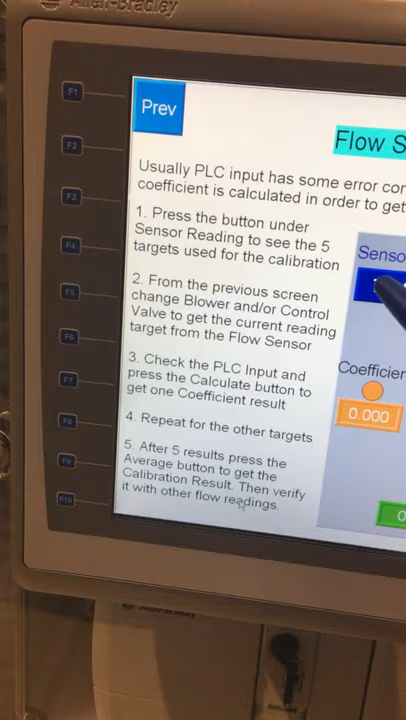 Allen-Bradley
F1
Prev
F2
Flow S
Usually PLC input has some error cor
coefficient is calculated in order to get
F3
1. Press the button under
Sensor Reading to see the 5
targets used for the calibration
F4
Senso
F5
2. From the previous screen
change Blower and/or Control
Valve to get the current reading
target from the Flow Sensor
F6
3. Check the PLC Input and
press the Calculate button to
get one Coefficient result
F7
Coefficien
0.000
4. Repeat for the other targets
F8
5. After 5 results press the
Average button to get the
Calibration Result. Then verify
it with other flow readings.
F9
F10
0
Allen-Bradley